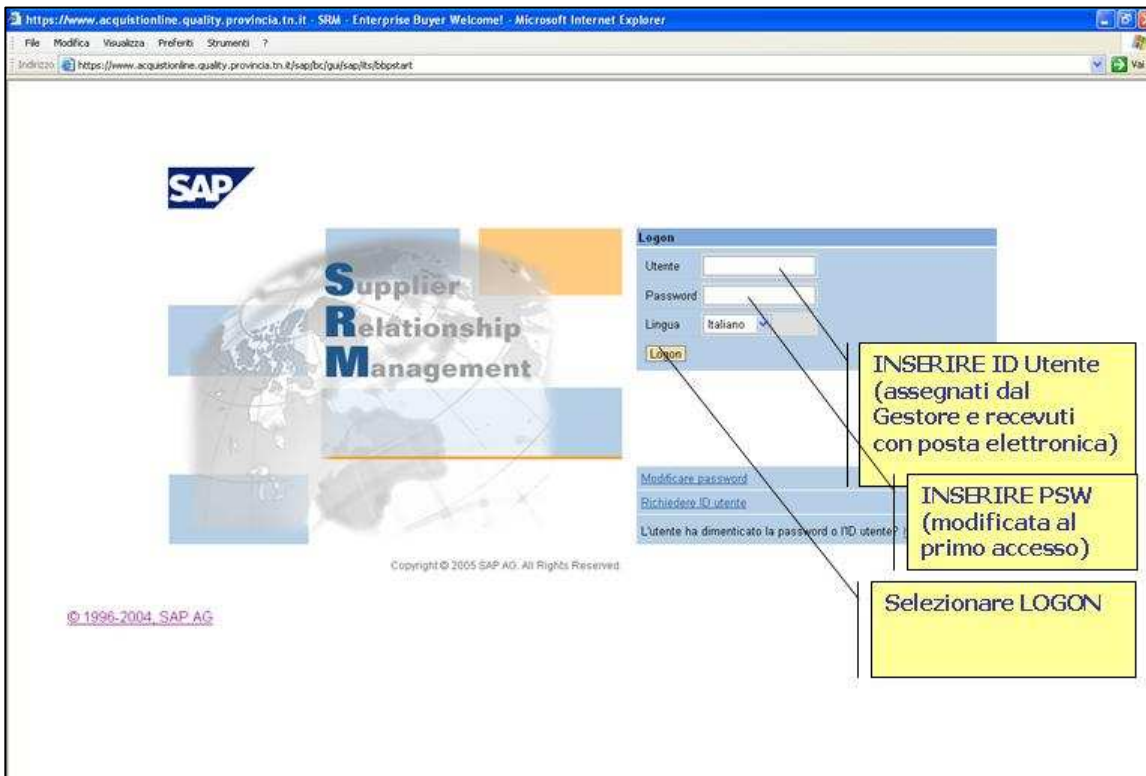 https://www.acquistionline.quality.provincia.tn.it - SRM - Enterprise Buyer Welcome! - Microsoft Internet Explorer
File Modifica Visualizza Preferiti Strumenti ?
Indirizzo https://www.acquistionline.quality.provincia.tn.it/sap/bc/gui/sap/its/bbpstart Vai
SAP
Supplier
Relationship
Management
Logon
Utente
Password
Lingua Italiano
Logon
INSERIRE ID Utente
(assegnati dal
Gestore e recevuti
con posta elettronica)
Modificare password
Richiedere ID utente
L'utente ha dimenticato la password o l'ID utente?
INSERIRE PSW
(modificata al
primo accesso)
Copyright © 2005 SAP AG. All Rights Reserved
Selezionare LOGON
© 1996-2004, SAP AG